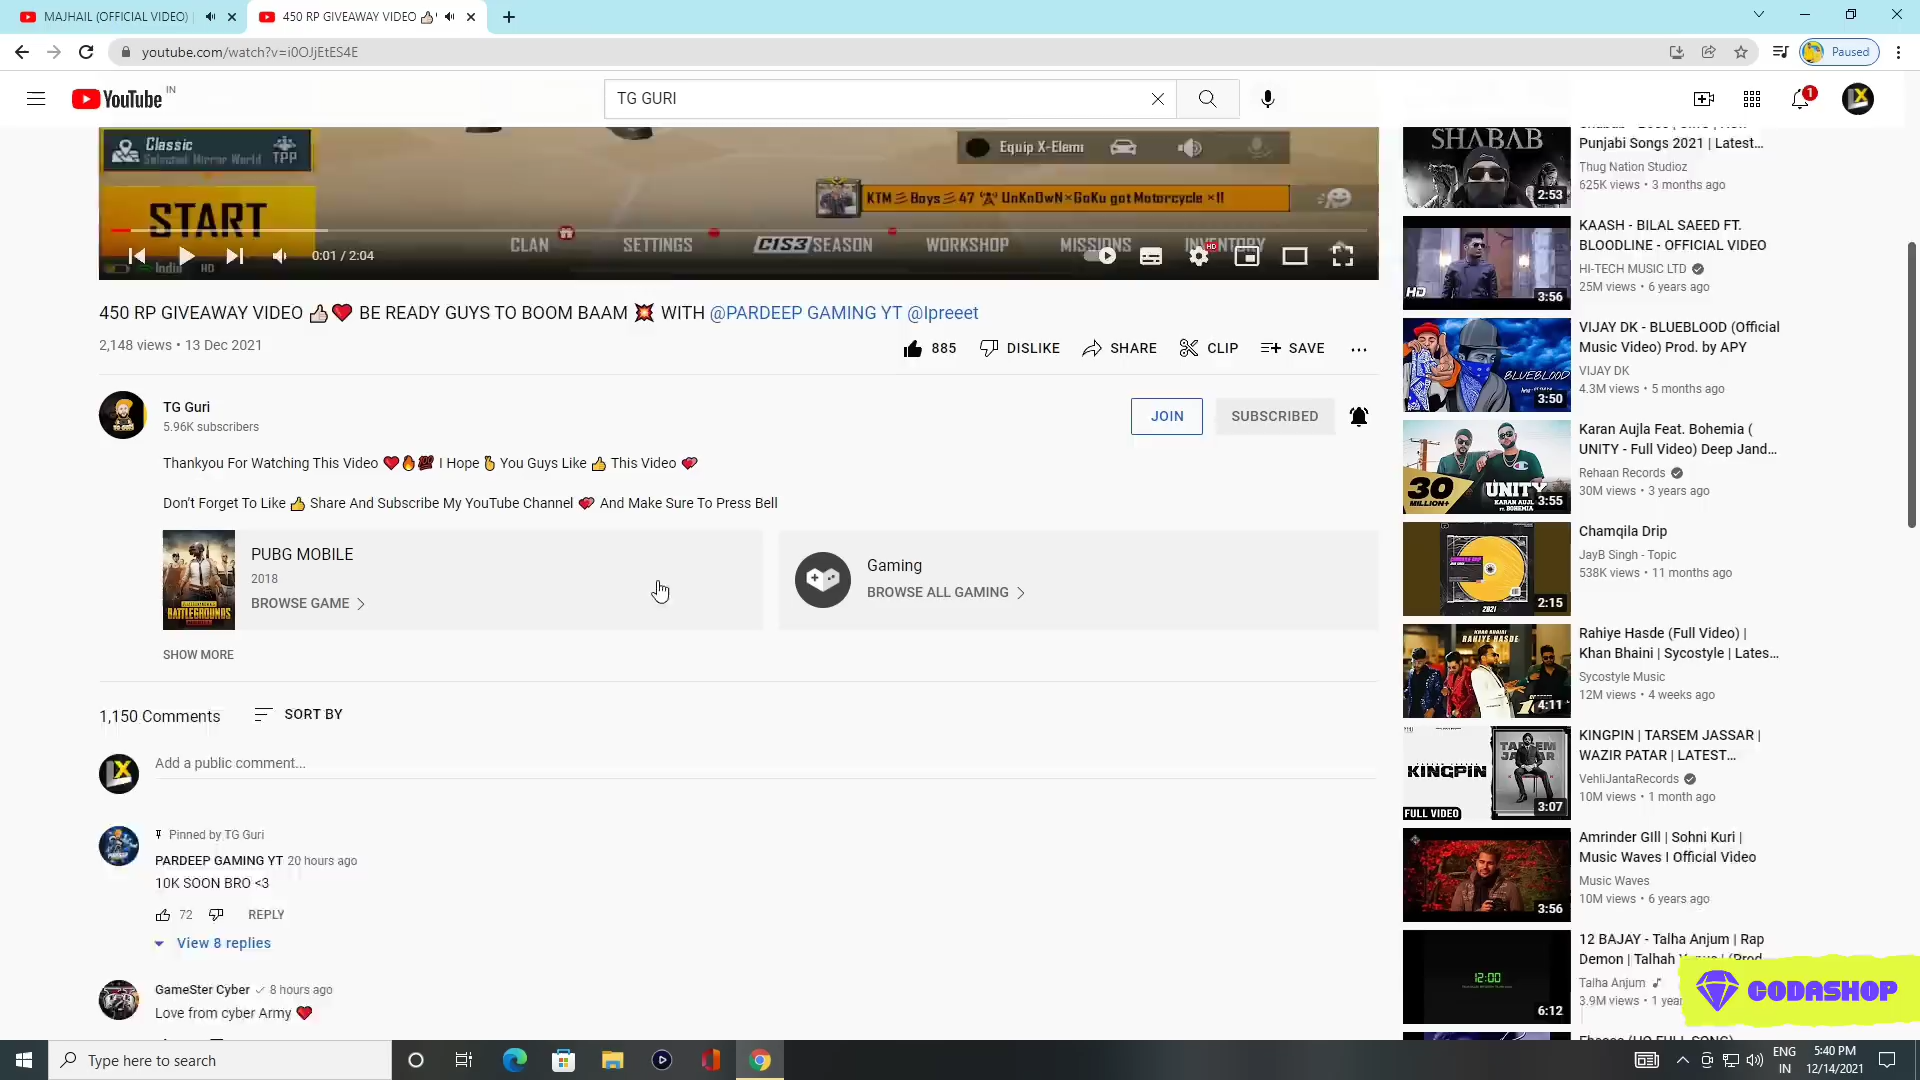 MAJHAIL (OFFICIAL VIDEO)
450 RP GIVEAWAY VIDEO 👍🏻
youtube.com/watch?v=i0OJjEtES4E
Paused
YouTube IN
TG GURI
1
Classic
TPP
START
India HD
Equip X-Elemi
KTM彡Boys彡47
UnKnOwN×GoKu got Motorcycle ×1!
CLAN
SETTINGS
C1S3 SEASON
WORKSHOP
MISSIONS
INVENTORY
0:01 / 2:04
HD
450 RP GIVEAWAY VIDEO 👍🏻❤️ BE READY GUYS TO BOOM BAAM 💥 WITH @PARDEEP GAMING YT @Ipreeet
2,148 views • 13 Dec 2021
885
DISLIKE
SHARE
CLIP
SAVE
TG Guri
5.96K subscribers
JOIN
SUBSCRIBED
Thankyou For Watching This Video ❤️🔥💯 I Hope 🫰 You Guys Like 👍 This Video 💝
Don't Forget To Like 👍 Share And Subscribe My YouTube Channel 💝 And Make Sure To Press Bell
PUBG MOBILE
2018
BROWSE GAME
BATTLEGROUNDS
Gaming
BROWSE ALL GAMING
SHOW MORE
1,150 Comments
SORT BY
Add a public comment...
Pinned by TG Guri
PARDEEP GAMING YT 20 hours ago
10K SOON BRO <3
72
REPLY
View 8 replies
GameSter Cyber ✓ 8 hours ago
Love from cyber Army ❤️
SHABAB
2:53
Punjabi Songs 2021 | Latest...
Thug Nation Studioz
625K views • 3 months ago
HD
3:56
KAASH - BILAL SAEED FT.
BLOODLINE - OFFICIAL VIDEO
HI-TECH MUSIC LTD
25M views • 6 years ago
BLUEBLOOD
3:50
VIJAY DK - BLUEBLOOD (Official
Music Video) Prod. by APY
VIJAY DK
4.3M views • 5 months ago
30
MILLION+
UNITY
KARAN AUJLA
FT. BOHEMIA
3:55
Karan Aujla Feat. Bohemia (
UNITY - Full Video) Deep Jand...
Rehaan Records
30M views • 3 years ago
2021
2:15
Chamqila Drip
JayB Singh - Topic
538K views • 11 months ago
KHAN BHAINI
RAHIYE HASDE
4:11
Rahiye Hasde (Full Video) |
Khan Bhaini | Sycostyle | Lates...
Sycostyle Music
12M views • 4 weeks ago
KINGPIN
TARSEM
JASSAR
FULL VIDEO
3:07
KINGPIN | TARSEM JASSAR |
WAZIR PATAR | LATEST...
VehliJantaRecords
10M views • 1 month ago
3:56
Amrinder GIll | Sohni Kuri |
Music Waves I Official Video
Music Waves
10M views • 6 years ago
12:00
6:12
12 BAJAY - Talha Anjum | Rap
Demon | Talhah
Talha Anjum
3.9M views • 1
CODASHOP
Type here to search
ENG
IN
5:40 PM
12/14/2021